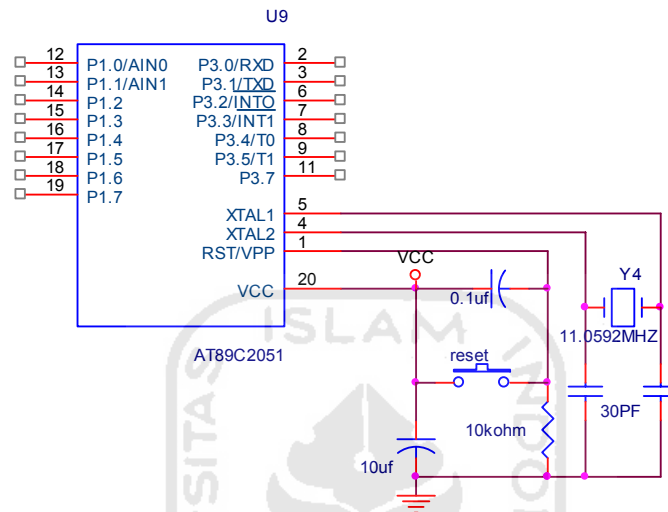 U9
12 P1.0/AIN0 P3.0/RXD 2
13 P1.1/AIN1 P3.1/TXD 3
14 P1.2 P3.2/INTO 6
15 P1.3 P3.3/INT1 7
16 P1.4 P3.4/T0 8
17 P1.5 P3.5/T1 9
18 P1.6 P3.7 11
19 P1.7
XTAL1 5
XTAL2 4
RST/VPP 1
VCC 20
AT89C2051
VCC
0.1uf
Y4
11.0592MHZ
reset
10kohm
30PF
10uf
ISLAM